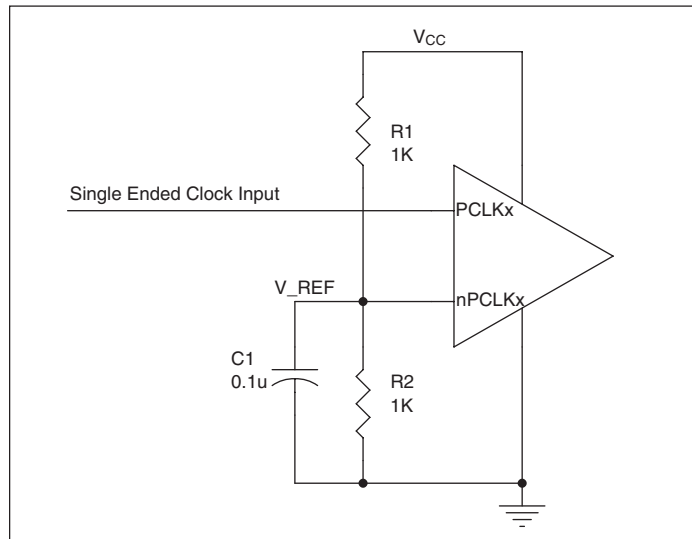 VCC
R1
1K
Single Ended Clock Input
PCLKx
V_REF
nPCLKx
C1
0.1u
R2
1K